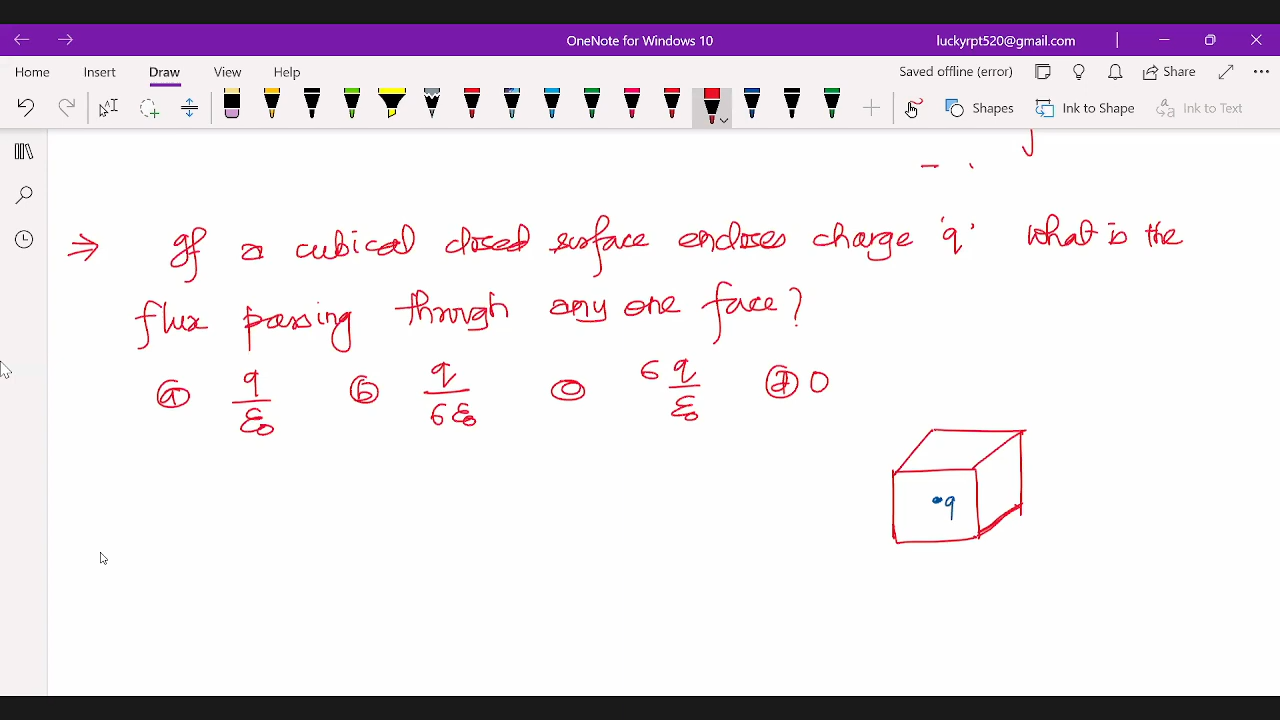 OneNote for Windows 10
luckyrpt520@gmail.com
Home Insert Draw View Help
Saved offline (error)
Share
Shapes
Ink to Shape
Ink to Text
⇒ If a cubical closed surface encloses charge 'q' what is the
flux passing through any one face?
ⓐ q/ε₀ ⓑ q/6ε₀ ⓒ 6q/ε₀ ⓓ 0
q